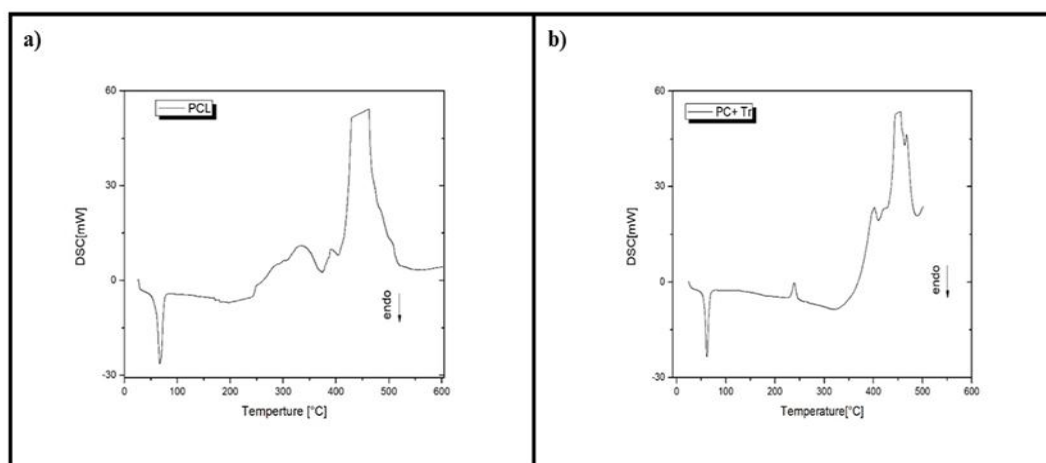 a)
PCL
60
30
0
-30
DSC[mW]
endo
0 100 200 300 400 500 600
Temperture [°C]
b)
PC+ Tr
60
30
0
-30
DSC[mW]
endo
0 100 200 300 400 500 600
Temperature[°C]